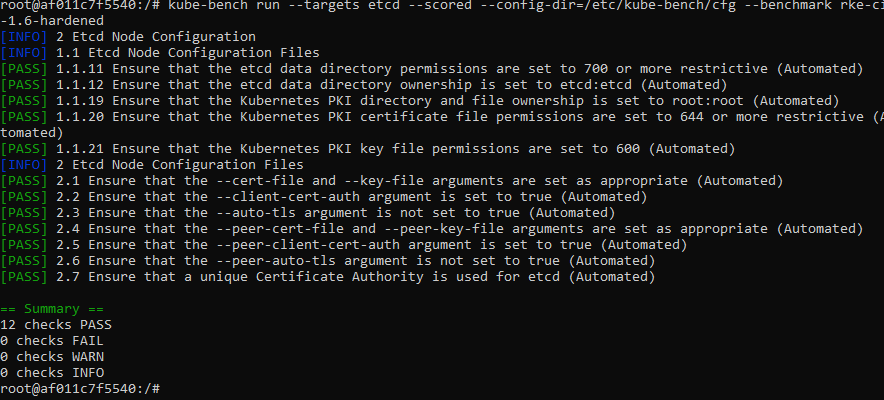 root@af011c7f5540:/# kube-bench run --targets etcd --scored --config-dir=/etc/kube-bench/cfg --benchmark rke-ci
-1.6-hardened
[INFO] 2 Etcd Node Configuration
[INFO] 1.1 Etcd Node Configuration Files
[PASS] 1.1.11 Ensure that the etcd data directory permissions are set to 700 or more restrictive (Automated)
[PASS] 1.1.12 Ensure that the etcd data directory ownership is set to etcd:etcd (Automated)
[PASS] 1.1.19 Ensure that the Kubernetes PKI directory and file ownership is set to root:root (Automated)
[PASS] 1.1.20 Ensure that the Kubernetes PKI certificate file permissions are set to 644 or more restrictive (A
tomated)
[PASS] 1.1.21 Ensure that the Kubernetes PKI key file permissions are set to 600 (Automated)
[INFO] 2 Etcd Node Configuration Files
[PASS] 2.1 Ensure that the --cert-file and --key-file arguments are set as appropriate (Automated)
[PASS] 2.2 Ensure that the --client-cert-auth argument is set to true (Automated)
[PASS] 2.3 Ensure that the --auto-tls argument is not set to true (Automated)
[PASS] 2.4 Ensure that the --peer-cert-file and --peer-key-file arguments are set as appropriate (Automated)
[PASS] 2.5 Ensure that the --peer-client-cert-auth argument is set to true (Automated)
[PASS] 2.6 Ensure that the --peer-auto-tls argument is not set to true (Automated)
[PASS] 2.7 Ensure that a unique Certificate Authority is used for etcd (Automated)
== Summary ==
12 checks PASS
0 checks FAIL
0 checks WARN
0 checks INFO
root@af011c7f5540:/#